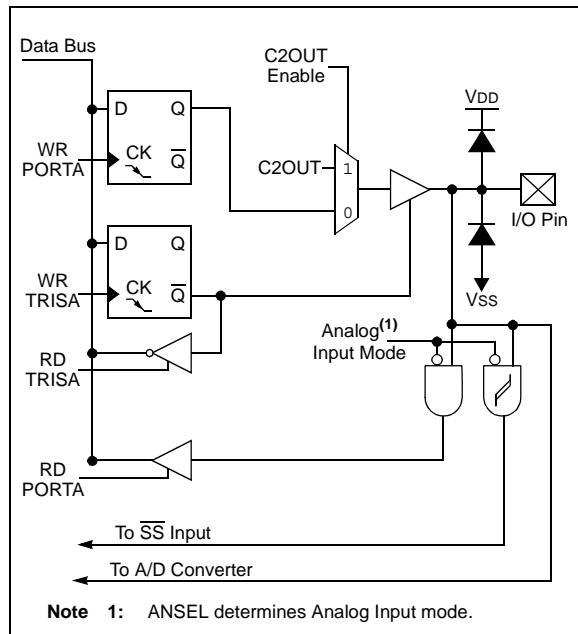 Data Bus
C2OUT
Enable
VDD
D Q
WR
PORTA
CK
Q
C2OUT
1
0
I/O Pin
D Q
WR
TRISA
CK
Q
VSS
Analog(1)
Input Mode
RD
TRISA
RD
PORTA
To SS Input
To A/D Converter
Note 1: ANSEL determines Analog Input mode.